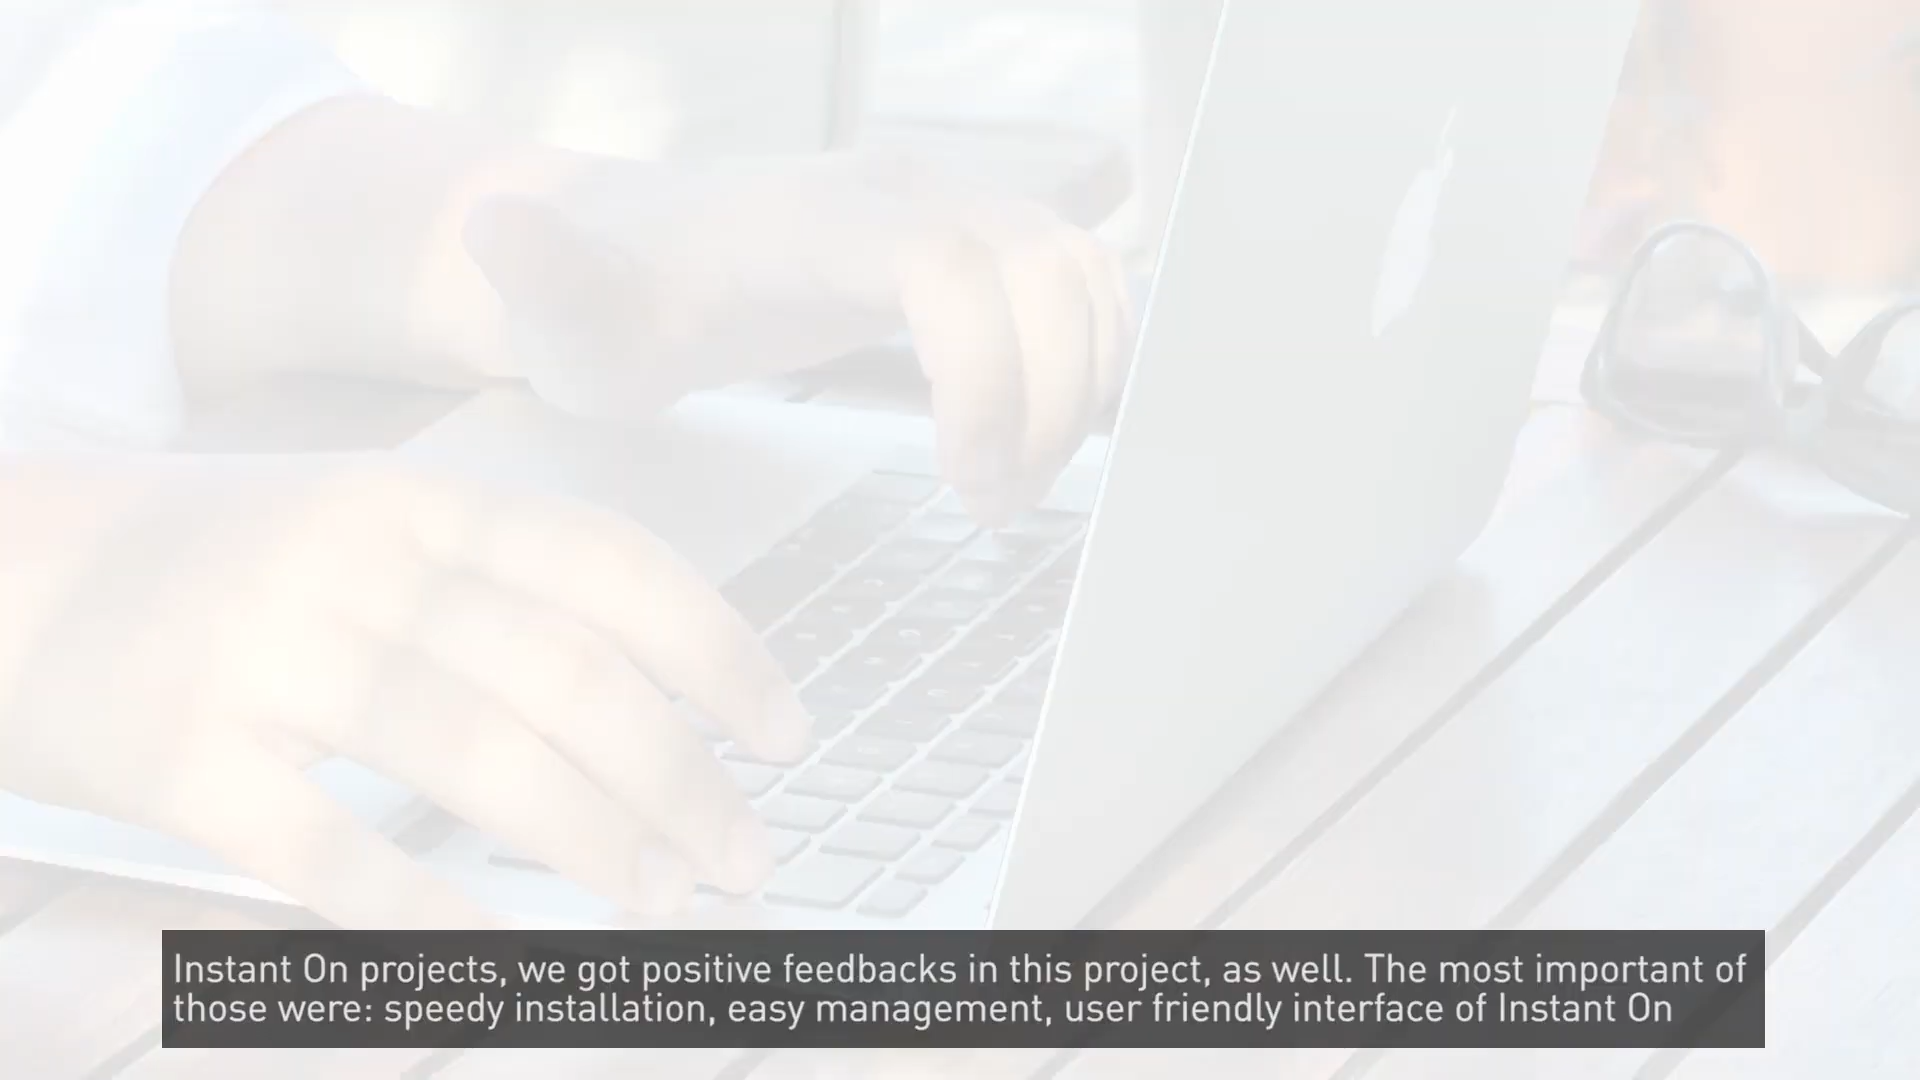 Instant On projects, we got positive feedbacks in this project, as well. The most important of
those were: speedy installation, easy management, user friendly interface of Instant On